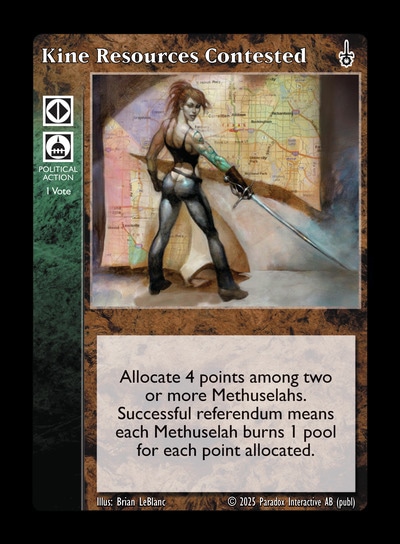 Kine Resources Contested
POLITICAL
ACTION
1 Vote
Allocate 4 points among two
or more Methuselahs.
Successful referendum means
each Methuselah burns 1 pool
for each point allocated.
Illus: Brian LeBlanc © 2025 Paradox Interactive AB (publ)